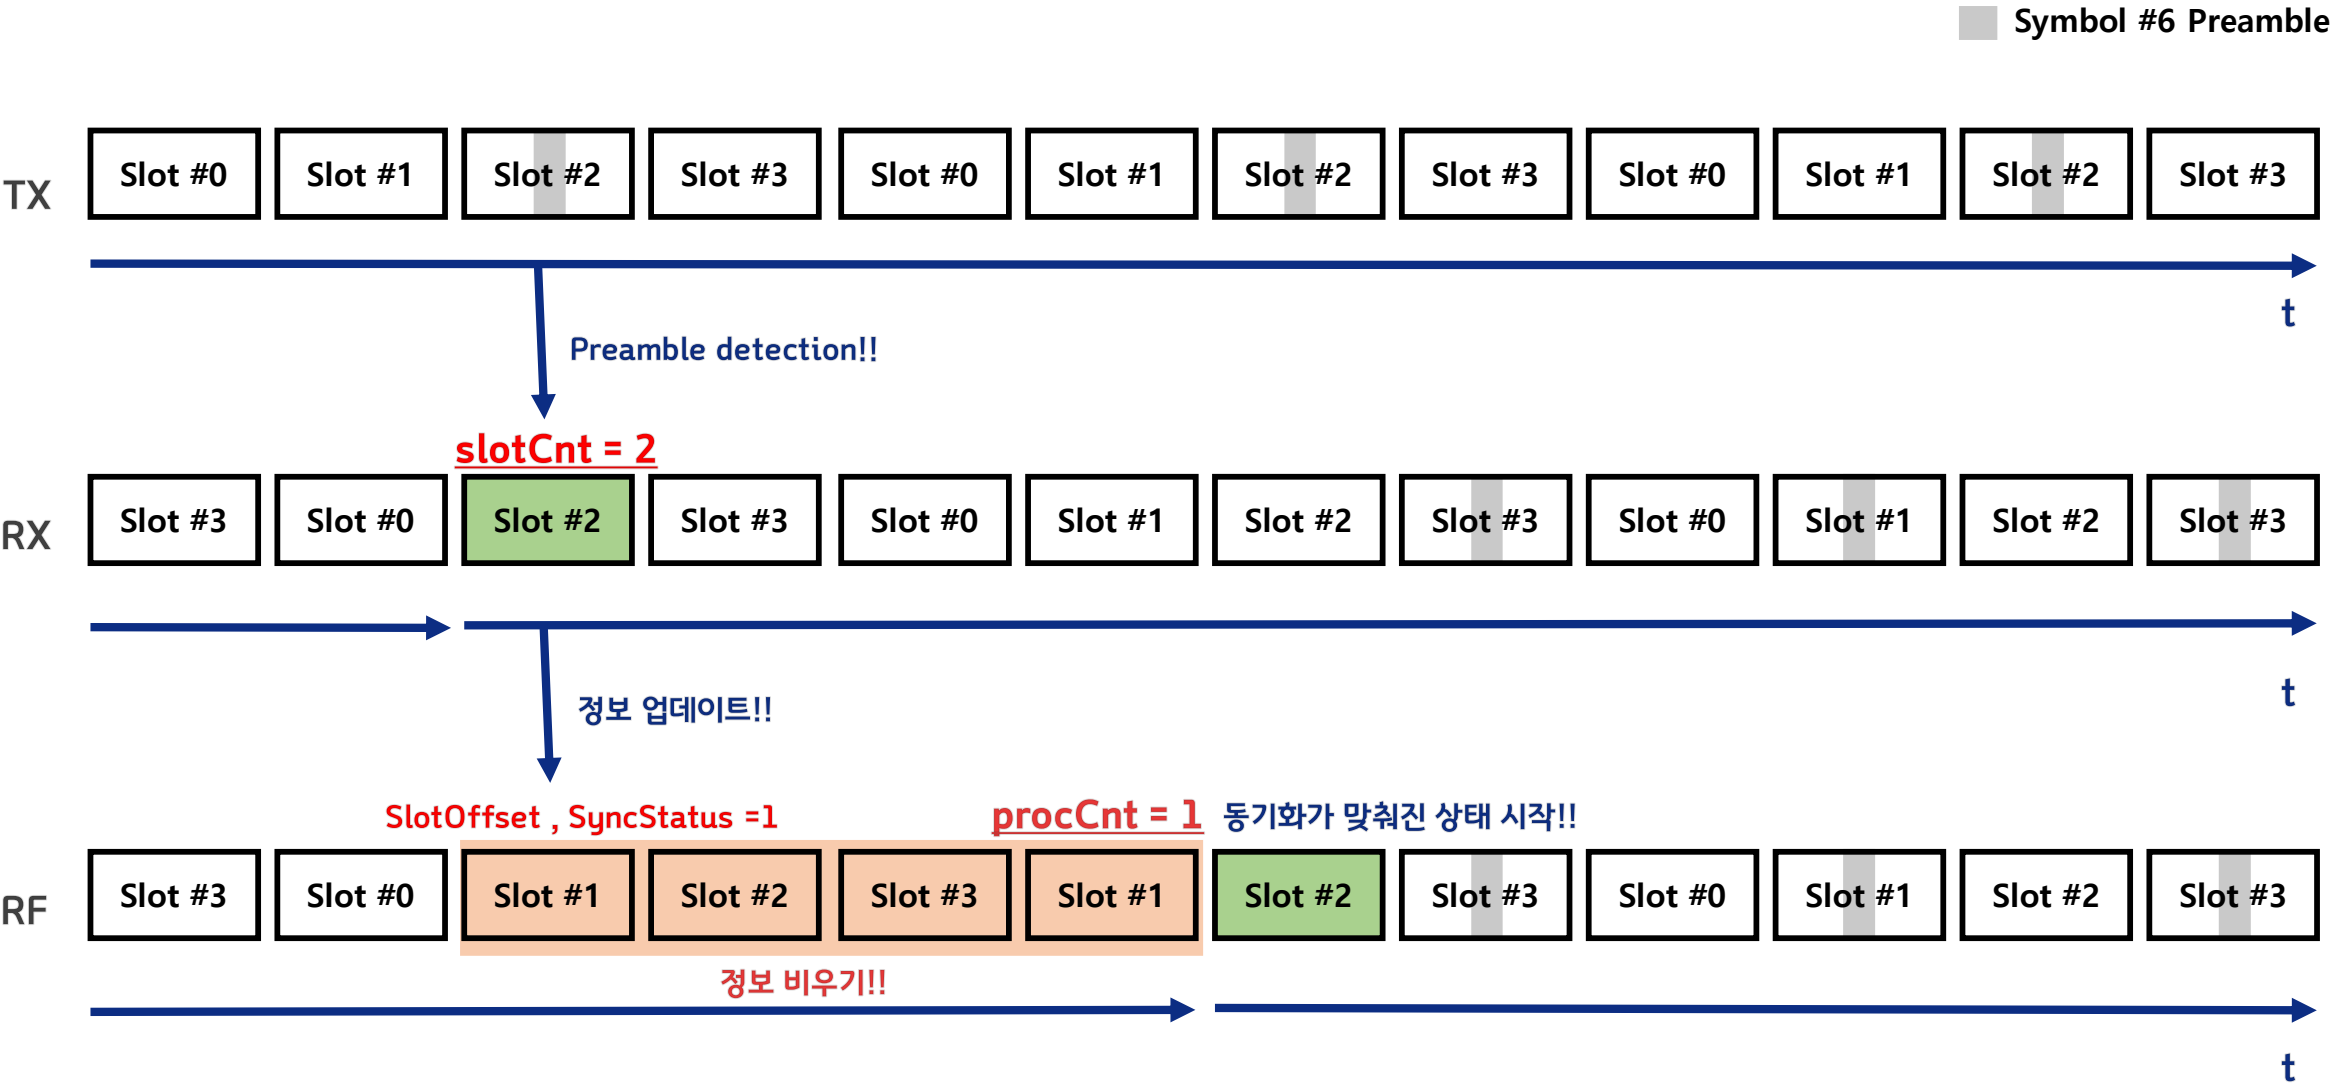 Symbol #6 Preamble
TX
Slot #0 Slot #1 Slot #2 Slot #3 Slot #0 Slot #1 Slot #2 Slot #3 Slot #0 Slot #1 Slot #2 Slot #3
t
Preamble detection!!
slotCnt = 2
RX
Slot #3 Slot #0 Slot #2 Slot #3 Slot #0 Slot #1 Slot #2 Slot #3 Slot #0 Slot #1 Slot #2 Slot #3
t
정보 업데이트!!
SlotOffset , SyncStatus =1
procCnt = 1
동기화가 맞춰진 상태 시작!!
RF
Slot #3 Slot #0 Slot #1 Slot #2 Slot #3 Slot #1 Slot #2 Slot #3 Slot #0 Slot #1 Slot #2 Slot #3
정보 비우기!!
t